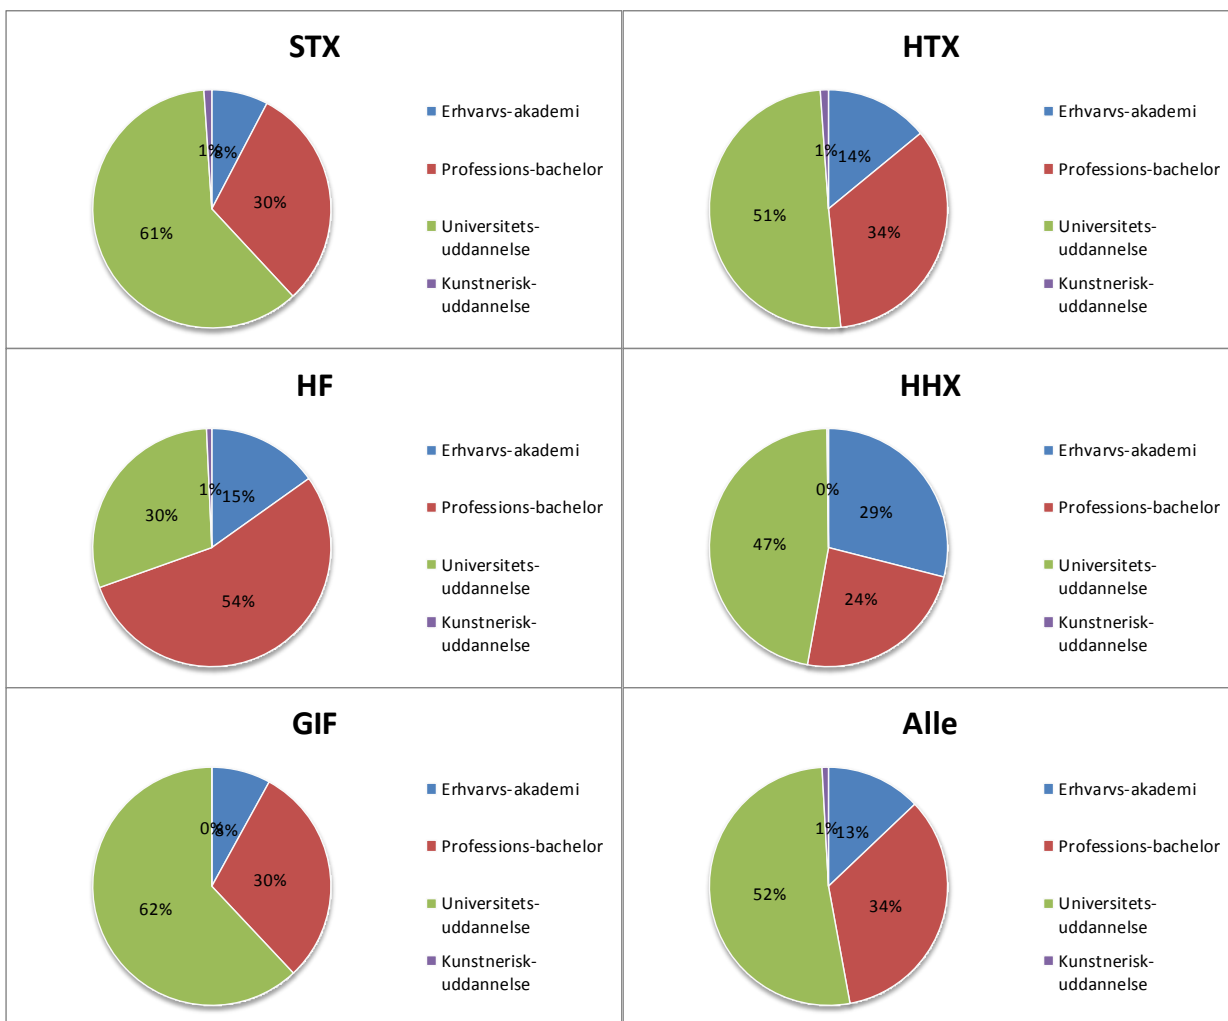 STX
1%
8%
30%
61%
Erhvarvs-akademi
Professions-bachelor
Universitets-
uddannelse
Kunstnerisk-
uddannelse
HTX
1%
14%
34%
51%
Erhvarvs-akademi
Professions-bachelor
Universitets-
uddannelse
Kunstnerisk-
uddannelse
HF
1%
15%
30%
54%
Erhvarvs-akademi
Professions-bachelor
Universitets-
uddannelse
Kunstnerisk-
uddannelse
HHX
0%
29%
47%
24%
Erhvarvs-akademi
Professions-bachelor
Universitets-
uddannelse
Kunstnerisk-
uddannelse
GIF
0%
8%
30%
62%
Erhvarvs-akademi
Professions-bachelor
Universitets-
uddannelse
Kunstnerisk-
uddannelse
Alle
1%
13%
52%
34%
Erhvarvs-akademi
Professions-bachelor
Universitets-
uddannelse
Kunstnerisk-
uddannelse